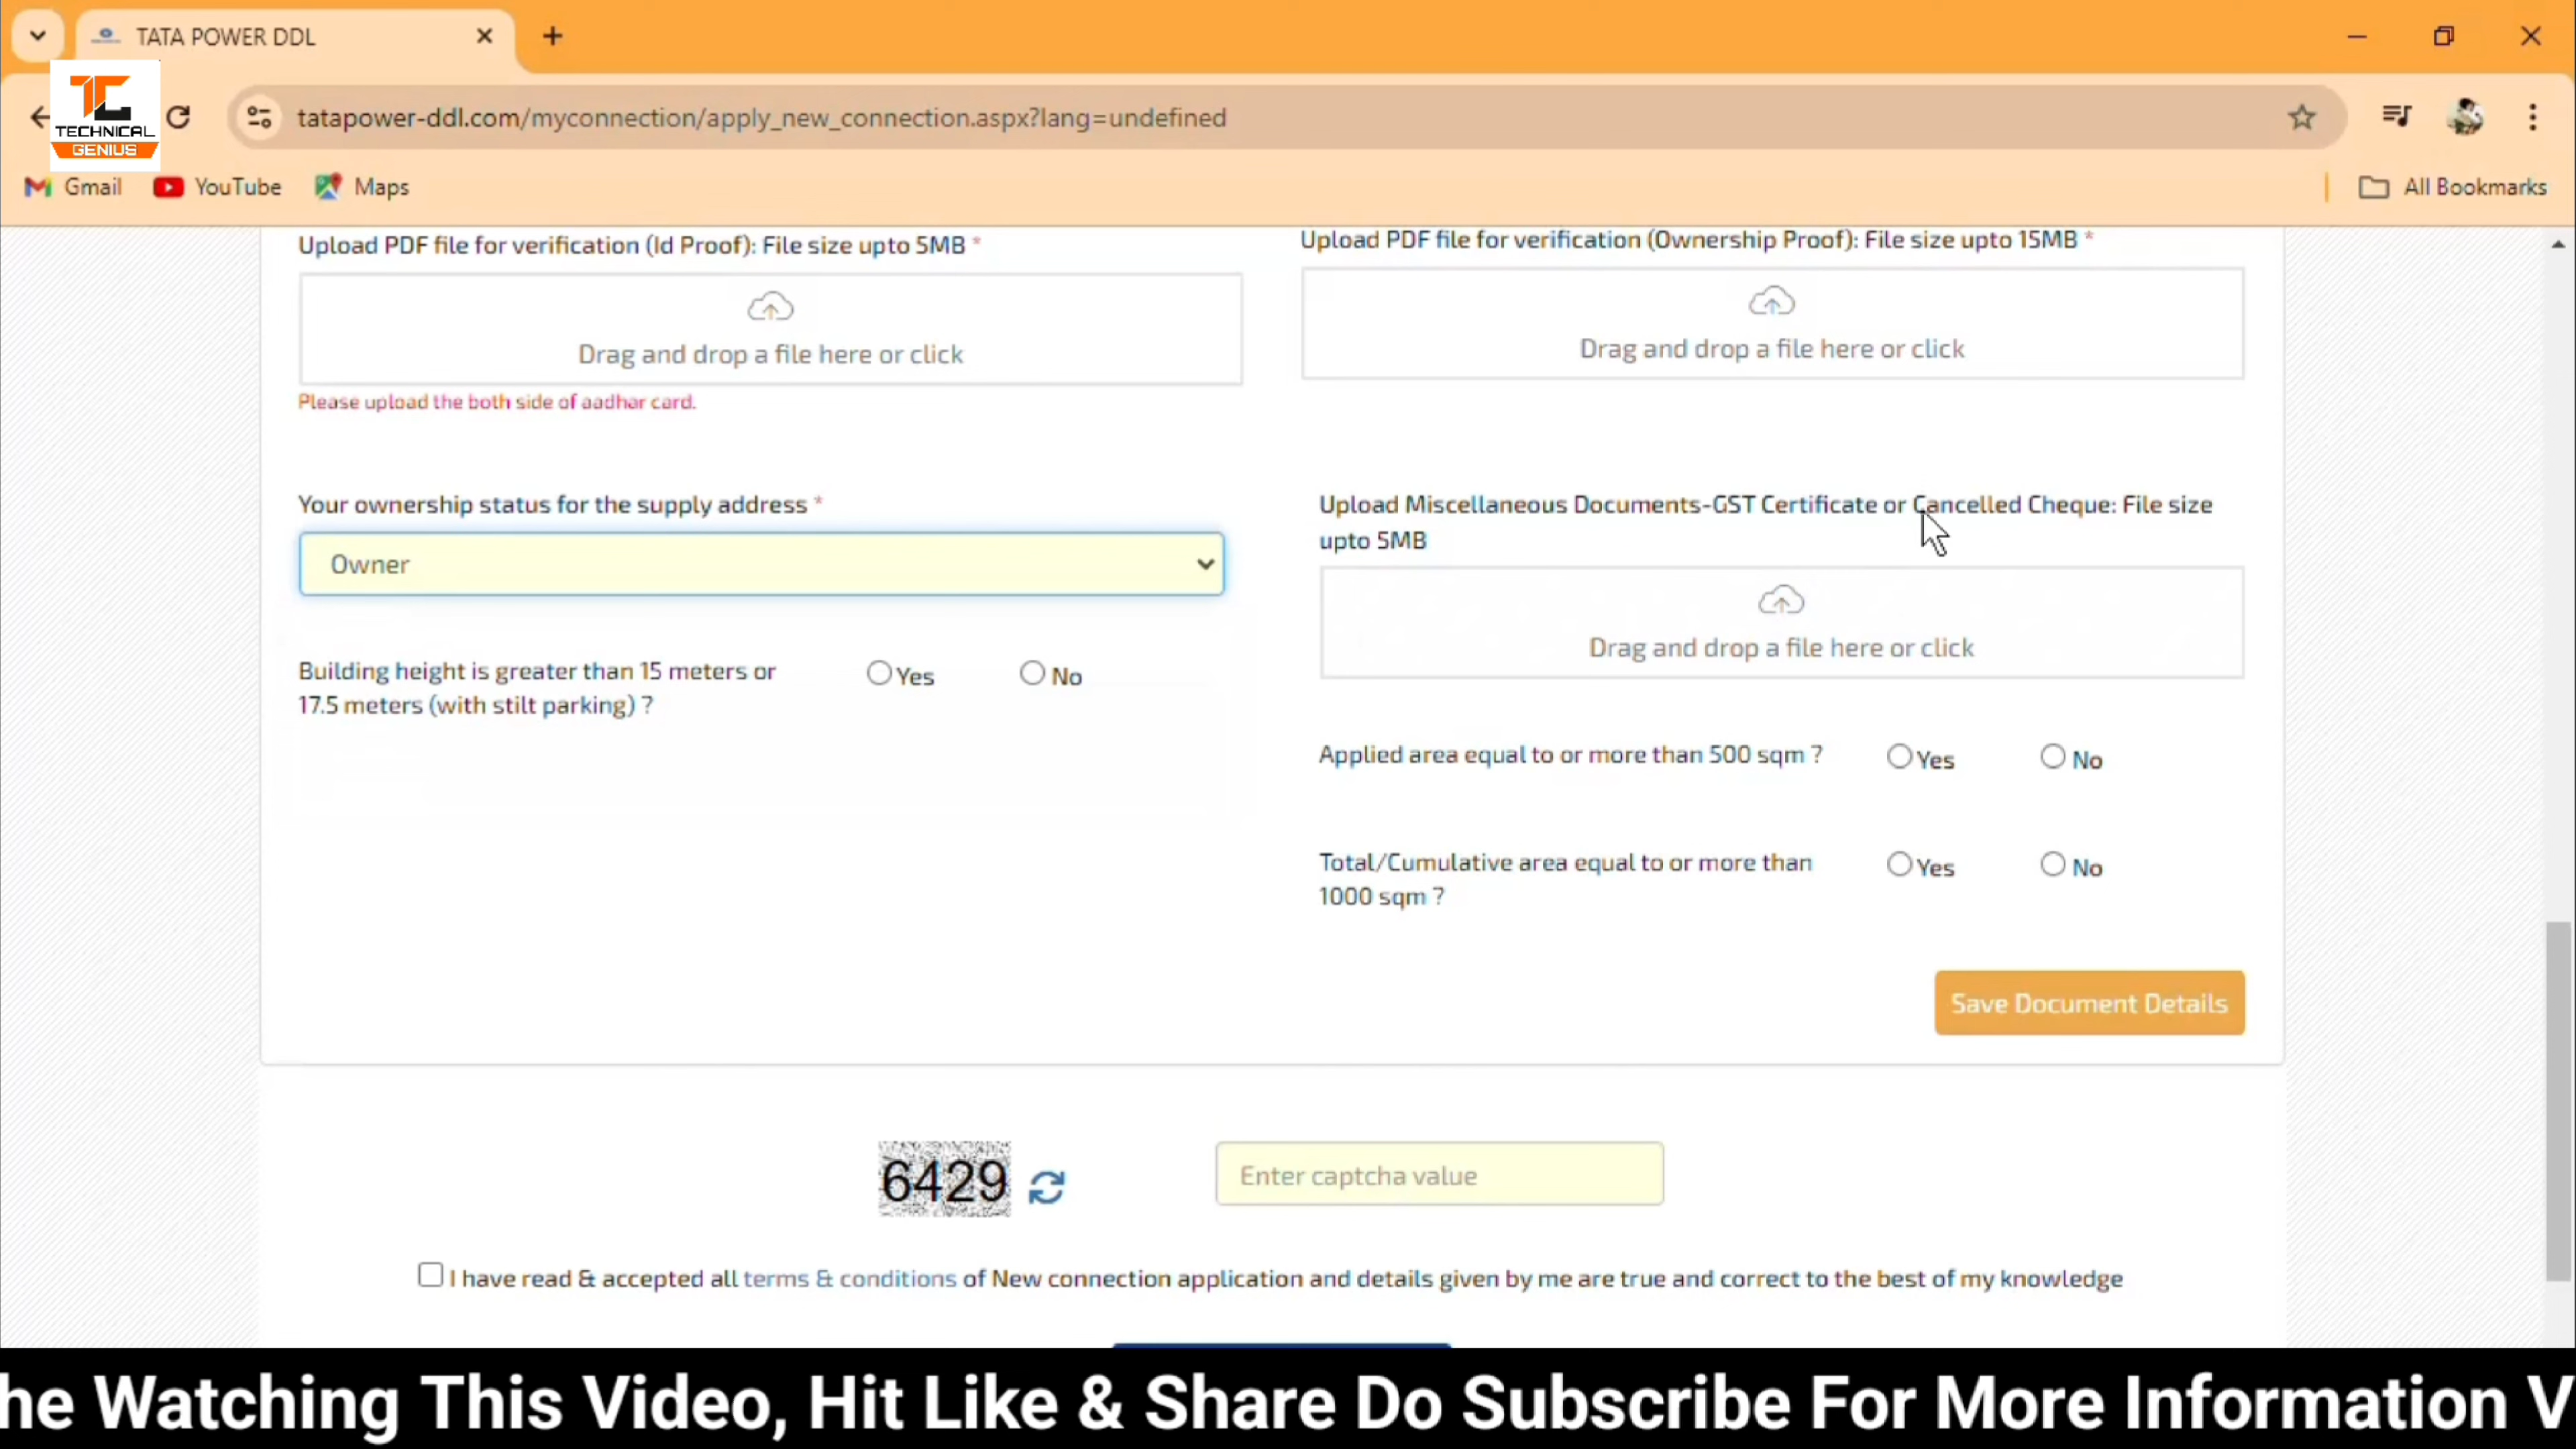 TATA POWER DDL
TECHNICAL
GENIUS
tatapower-ddl.com/myconnection/apply_new_connection.aspx?lang=undefined
Gmail
YouTube
Maps
All Bookmarks
Upload PDF file for verification (Id Proof): File size upto 5MB *
Drag and drop a file here or click
Please upload the both side of aadhar card.
Upload PDF file for verification (Ownership Proof): File size upto 15MB *
Drag and drop a file here or click
Your ownership status for the supply address *
Owner
Upload Miscellaneous Documents-GST Certificate or Cancelled Cheque: File size
upto 5MB
Drag and drop a file here or click
Building height is greater than 15 meters or
17.5 meters (with stilt parking) ?
Yes
No
Applied area equal to or more than 500 sqm ?
Yes
No
Total/Cumulative area equal to or more than
1000 sqm ?
Yes
No
Save Document Details
6429
Enter captcha value
I have read & accepted all terms & conditions of New connection application and details given by me are true and correct to the best of my knowledge
he Watching This Video, Hit Like & Share Do Subscribe For More Information V